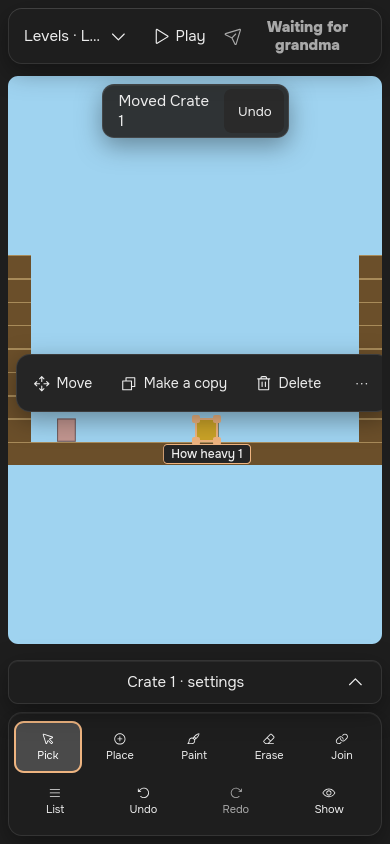 Levels · L...
Play
Waiting for
grandma
Moved Crate
1
Undo
Move
Make a copy
Delete
...
How heavy 1
Crate 1 · settings
Pick
Place
Paint
Erase
Join
List
Undo
Redo
Show